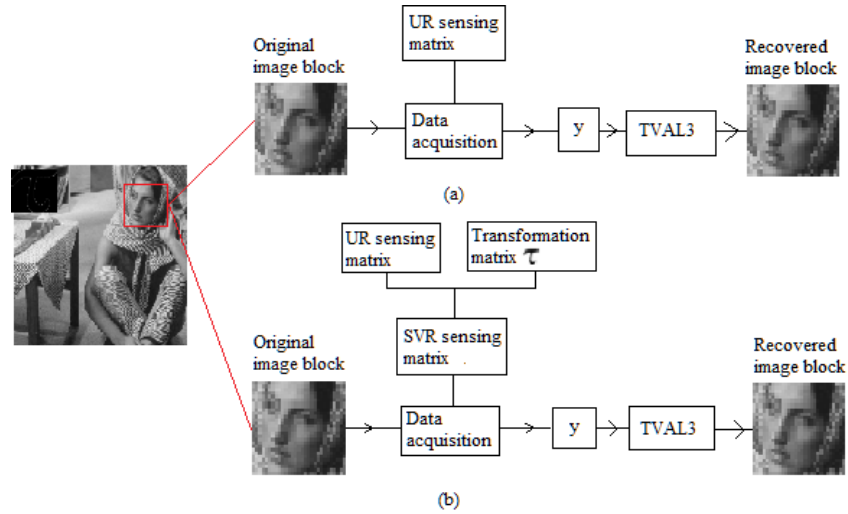 Original
image block
UR sensing
matrix
Data
acquisition
y
TVAL3
Recovered
image block
(a)
UR sensing
matrix
Transformation
matrix τ
SVR sensing
matrix
Original
image block
Data
acquisition
y
TVAL3
Recovered
image block
(b)